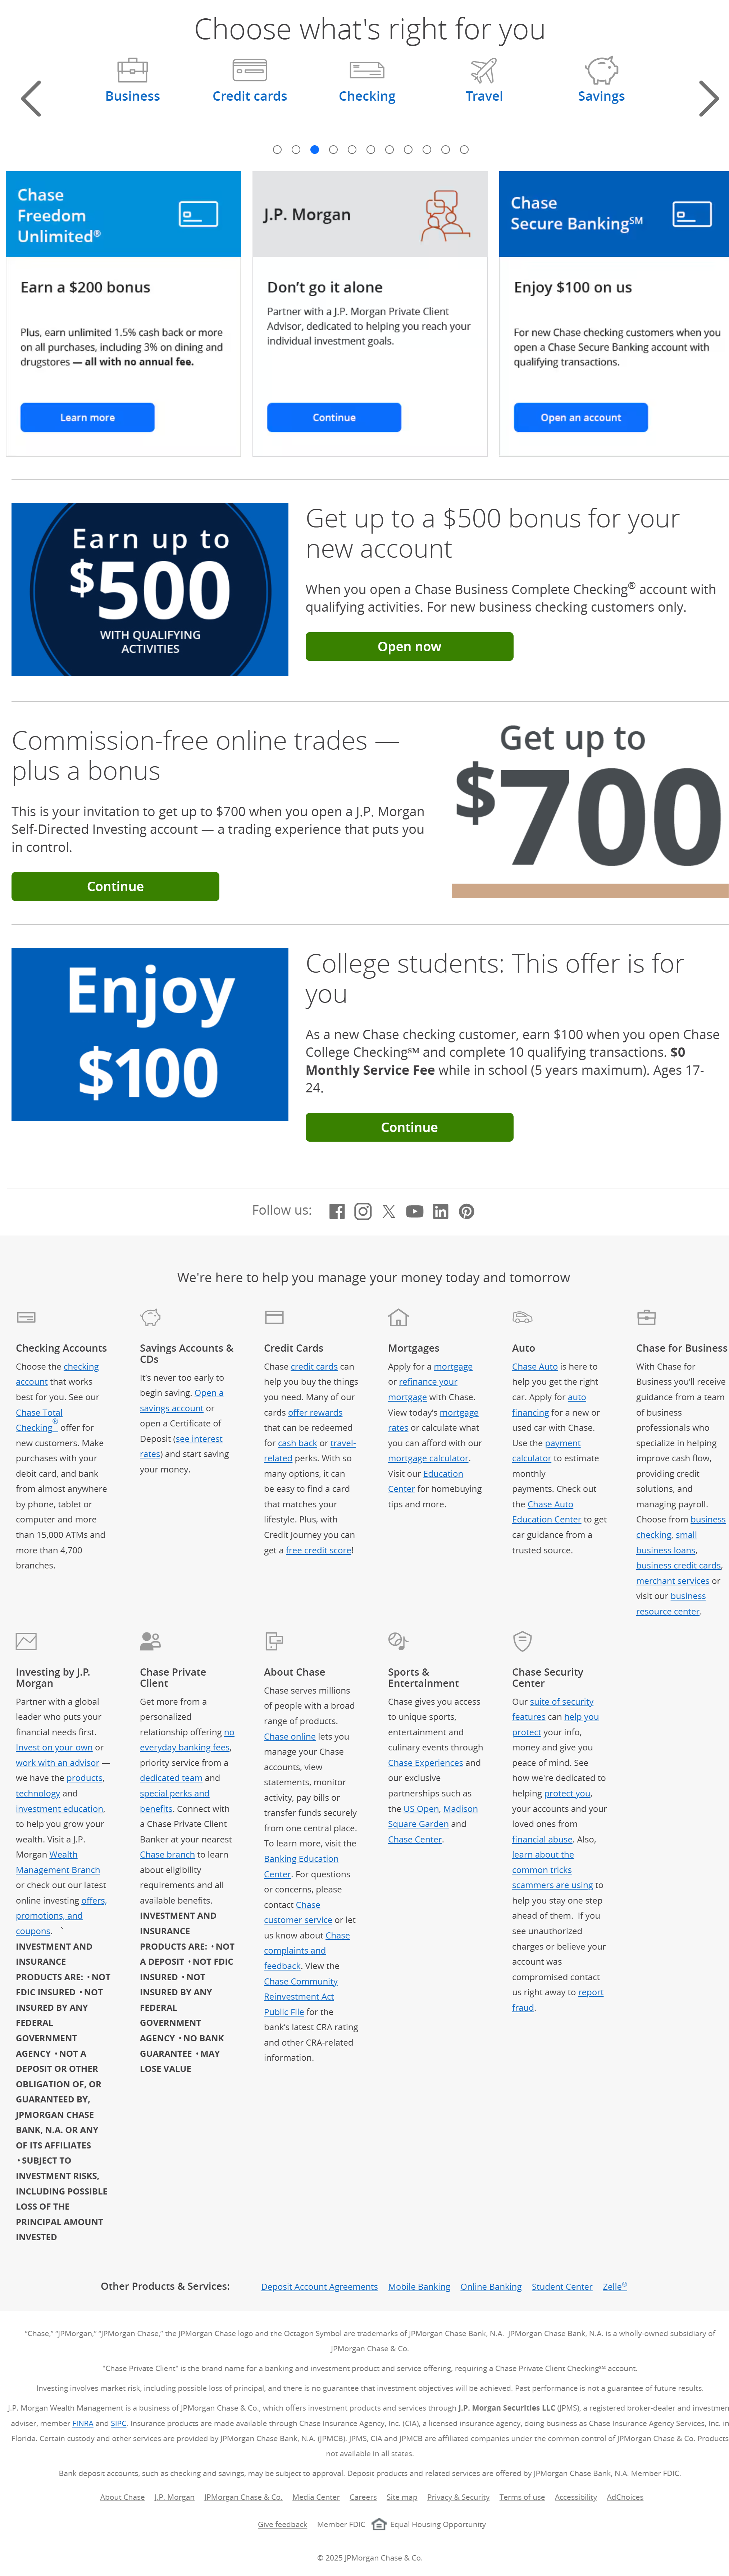 Choose what's right for you
Business
Credit cards
Checking
Travel
Savings
Chase
Freedom
Unlimited®
Earn a $200 bonus
Plus, earn unlimited 1.5% cash back or more
on all purchases, including 3% on dining and
drugstores — all with no annual fee.
Learn more
J.P. Morgan
Don’t go it alone
Partner with a J.P. Morgan Private Client
Advisor, dedicated to helping you reach your
individual investment goals.
Continue
Chase
Secure Banking℠
Enjoy $100 on us
For new Chase checking customers when you
open a Chase Secure Banking account with
qualifying transactions.
Open an account
Earn up to
$500
WITH QUALIFYING
ACTIVITIES
Get up to a $500 bonus for your
new account
When you open a Chase Business Complete Checking® account with
qualifying activities. For new business checking customers only.
Open now
Commission-free online trades —
plus a bonus
This is your invitation to get up to $700 when you open a J.P. Morgan
Self-Directed Investing account — a trading experience that puts you
in control.
Continue
Get up to
$700
Enjoy
$100
College students: This offer is for
you
As a new Chase checking customer, earn $100 when you open Chase
College Checking℠ and complete 10 qualifying transactions. $0
Monthly Service Fee while in school (5 years maximum). Ages 17-
24.
Continue
Follow us:
We're here to help you manage your money today and tomorrow
Checking Accounts
Choose the checking
account that works
best for you. See our
Chase Total
Checking® offer for
new customers. Make
purchases with your
debit card, and bank
from almost anywhere
by phone, tablet or
computer and more
than 15,000 ATMs and
more than 4,700
branches.
Savings Accounts &
CDs
It’s never too early to
begin saving. Open a
savings account or
open a Certificate of
Deposit (see interest
rates) and start saving
your money.
Credit Cards
Chase credit cards can
help you buy the things
you need. Many of our
cards offer rewards
that can be redeemed
for cash back or travel-
related perks. With so
many options, it can
be easy to find a card
that matches your
lifestyle. Plus, with
Credit Journey you can
get a free credit score!
Mortgages
Apply for a mortgage
or refinance your
mortgage with Chase.
View today’s mortgage
rates or calculate what
you can afford with our
mortgage calculator.
Visit our Education
Center for homebuying
tips and more.
Auto
Chase Auto is here to
help you get the right
car. Apply for auto
financing for a new or
used car with Chase.
Use the payment
calculator to estimate
monthly
payments. Check out
the Chase Auto
Education Center to get
car guidance from a
trusted source.
Chase for Business
With Chase for
Business you’ll receive
guidance from a team
of business
professionals who
specialize in helping
improve cash flow,
providing credit
solutions, and
managing payroll.
Choose from business
checking, small
business loans,
business credit cards,
merchant services or
visit our business
resource center.
Investing by J.P.
Morgan
Partner with a global
leader who puts your
financial needs first.
Invest on your own or
work with an advisor —
we have the products,
technology and
investment education,
to help you grow your
wealth. Visit a J.P.
Morgan Wealth
Management Branch
or check out our latest
online investing offers,
promotions, and
coupons. `
INVESTMENT AND
INSURANCE
PRODUCTS ARE: •NOT
FDIC INSURED •NOT
INSURED BY ANY
FEDERAL
GOVERNMENT
AGENCY •NOT A
DEPOSIT OR OTHER
OBLIGATION OF, OR
GUARANTEED BY,
JPMORGAN CHASE
BANK, N.A. OR ANY
OF ITS AFFILIATES
•SUBJECT TO
INVESTMENT RISKS,
INCLUDING POSSIBLE
LOSS OF THE
PRINCIPAL AMOUNT
INVESTED
Chase Private
Client
Get more from a
personalized
relationship offering no
everyday banking fees,
priority service from a
dedicated team and
special perks and
benefits. Connect with
a Chase Private Client
Banker at your nearest
Chase branch to learn
about eligibility
requirements and all
available benefits.
INVESTMENT AND
INSURANCE
PRODUCTS ARE: •NOT
A DEPOSIT •NOT FDIC
INSURED •NOT
INSURED BY ANY
FEDERAL
GOVERNMENT
AGENCY •NO BANK
GUARANTEE •MAY
LOSE VALUE
About Chase
Chase serves millions
of people with a broad
range of products.
Chase online lets you
manage your Chase
accounts, view
statements, monitor
activity, pay bills or
transfer funds securely
from one central place.
To learn more, visit the
Banking Education
Center. For questions
or concerns, please
contact Chase
customer service or let
us know about Chase
complaints and
feedback. View the
Chase Community
Reinvestment Act
Public File for the
bank’s latest CRA rating
and other CRA-related
information.
Sports &
Entertainment
Chase gives you access
to unique sports,
entertainment and
cultural events through
Chase Experiences and
our exclusive
partnerships such as
the US Open, Madison
Square Garden and
Chase Center.
Chase Security
Center
Our suite of security
features can help you
protect your info,
money and give you
peace of mind. See
how we're dedicated to
helping protect you,
your accounts and your
loved ones from
financial abuse. Also,
learn about the
common tricks
scammers are using to
help you stay one step
ahead of them. If you
see unauthorized
charges or believe your
account was
compromised contact
us right away to report
fraud.
Other Products & Services:
Deposit Account Agreements
Mobile Banking
Online Banking
Student Center
Zelle®
“Chase,” “JPMorgan,” “JPMorgan Chase,” the JPMorgan Chase logo and the Octagon Symbol are trademarks of JPMorgan Chase Bank, N.A. JPMorgan Chase Bank, N.A. is a wholly-owned subsidiary of
JPMorgan Chase & Co.
"Chase Private Client" is the brand name for a banking and investment product and service offering, requiring a Chase Private Client Checking℠ account.
Investing involves market risk, including possible loss of principal, and there is no guarantee that investment objectives will be achieved. Past performance is not a guarantee of future results.
J.P. Morgan Wealth Management is a business of JPMorgan Chase & Co., which offers investment products and services through J.P. Morgan Securities LLC (JPMS), a registered broker-dealer and investmen
adviser, member FINRA and SIPC. Insurance products are made available through Chase Insurance Agency, Inc. (CIA), a licensed insurance agency, doing business as Chase Insurance Agency Services, Inc. in
Florida. Certain custody and other services are provided by JPMorgan Chase Bank, N.A. (JPMCB). JPMS, CIA and JPMCB are affiliated companies under the common control of JPMorgan Chase & Co. Products
not available in all states.
Bank deposit accounts, such as checking and savings, may be subject to approval. Deposit products and related services are offered by JPMorgan Chase Bank, N.A. Member FDIC.
About Chase
J.P. Morgan
JPMorgan Chase & Co.
Media Center
Careers
Site map
Privacy & Security
Terms of use
Accessibility
AdChoices
Give feedback
Member FDIC
Equal Housing Opportunity
© 2025 JPMorgan Chase & Co.